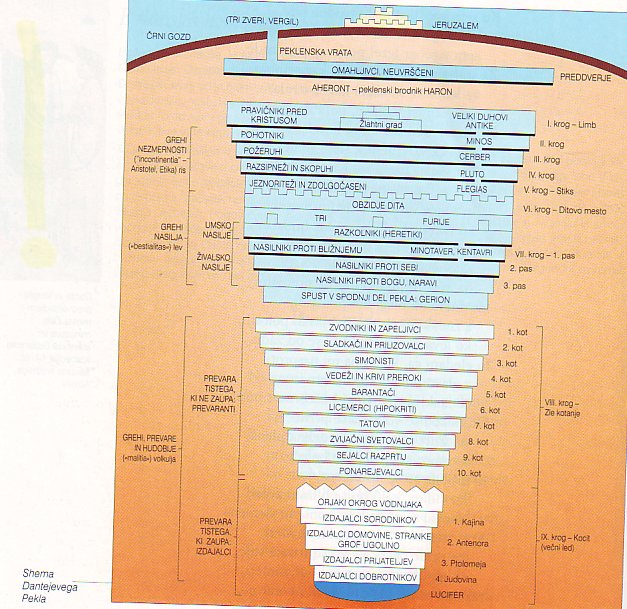 (TRI ZVERI, VERGIL)
JERUZALEM
ČRNI GOZD
PEKLENSKA VRATA
OMAHLJIVCI, NEUVRŠČENI
PREDDVERJE
AHERONT – peklenski brodnik HARON
PRAVIČNIKI PRED
KRISTUSOM
Žlahtni grad
VELIKI DUHOVI
ANTIKE
I. krog – Limb
POHOTNIKI
MINOS
II. krog
POŽERUHI
CERBER
III. krog
RAZSIPNEŽI IN SKOPUHI
PLUTO
IV. krog
JEZNORITEŽI IN ZDOLGOČASENI
FLEGIAS
V. krog – Stiks
OBZIDJE DITA
VI. krog – Ditovo mesto
TRI
FURIJE
RAZKOLNIKI (HERETIKI)
NASILNIKI PROTI BLIŽNJEMU
MINOTAVER, KENTAVRI
VII. krog – 1. pas
NASILNIKI PROTI SEBI
2. pas
NASILNIKI PROTI BOGU, NARAVI
3. pas
SPUST V SPODNJI DEL PEKLA: GERION
GREHI
NEZMERNOSTI
("incontinentia" –
Aristotel, Etika) ris
GREHI
NASILJA
(«bestialitas») lev
UMSKO
NASILJE
ŽIVALSKO
NASILJE
ZVODNIKI IN ZAPELJIVCI
1. kot
SLADKAČI IN PRILIZOVALCI
2. kot
SIMONISTI
3. kot
VEDEŽI IN KRIVI PREROKI
4. kot
BARANTAČI
5. kot
LICEMERCI (HIPOKRITI)
6. kot
TATOVI
7. kot
ZVIJAČNI SVETOVALCI
8. kot
SEJALCI RAZPRTIJ
9. kot
PONAREJEVALCI
10. kot
VIII. krog –
Zle kotanje
PREVARA
TISTEGA,
KI NE ZAUPA:
PREVARANTI
GREHI, PREVARE
IN HUDOBIJE
(«malitia») volkulja
PREVARA
TISTEGA,
KI ZAUPA:
IZDAJALCI
ORJAKI OKROG VODNJAKA
IZDAJALCI SORODNIKOV
1. Kajina
IZDAJALCI DOMOVINE, STRANKE
GROF UGOLINO
2. Antenora
IZDAJALCI PRIJATELJEV
3. Ptolomeja
IZDAJALCI DOBROTNIKOV
4. Judovina
LUCIFER
IX. krog – Kocit
(večni led)
Shema
Dantejevega
Pekla